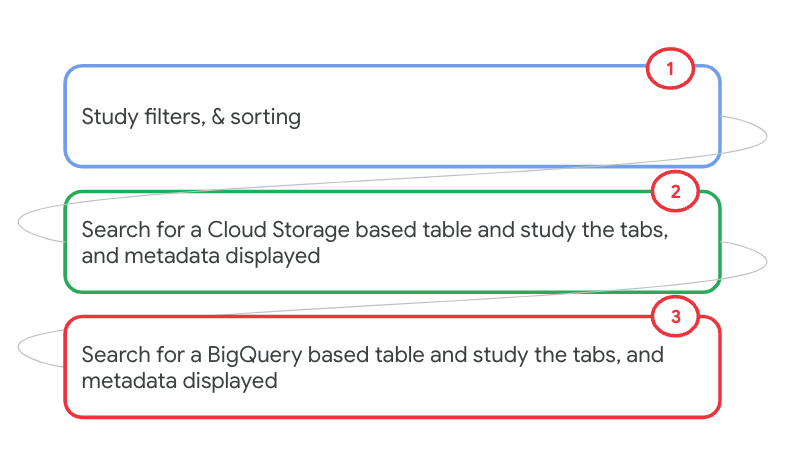 1
Study filters, & sorting
2
Search for a Cloud Storage based table and study the tabs,
and metadata displayed
3
Search for a BigQuery based table and study the tabs, and
metadata displayed